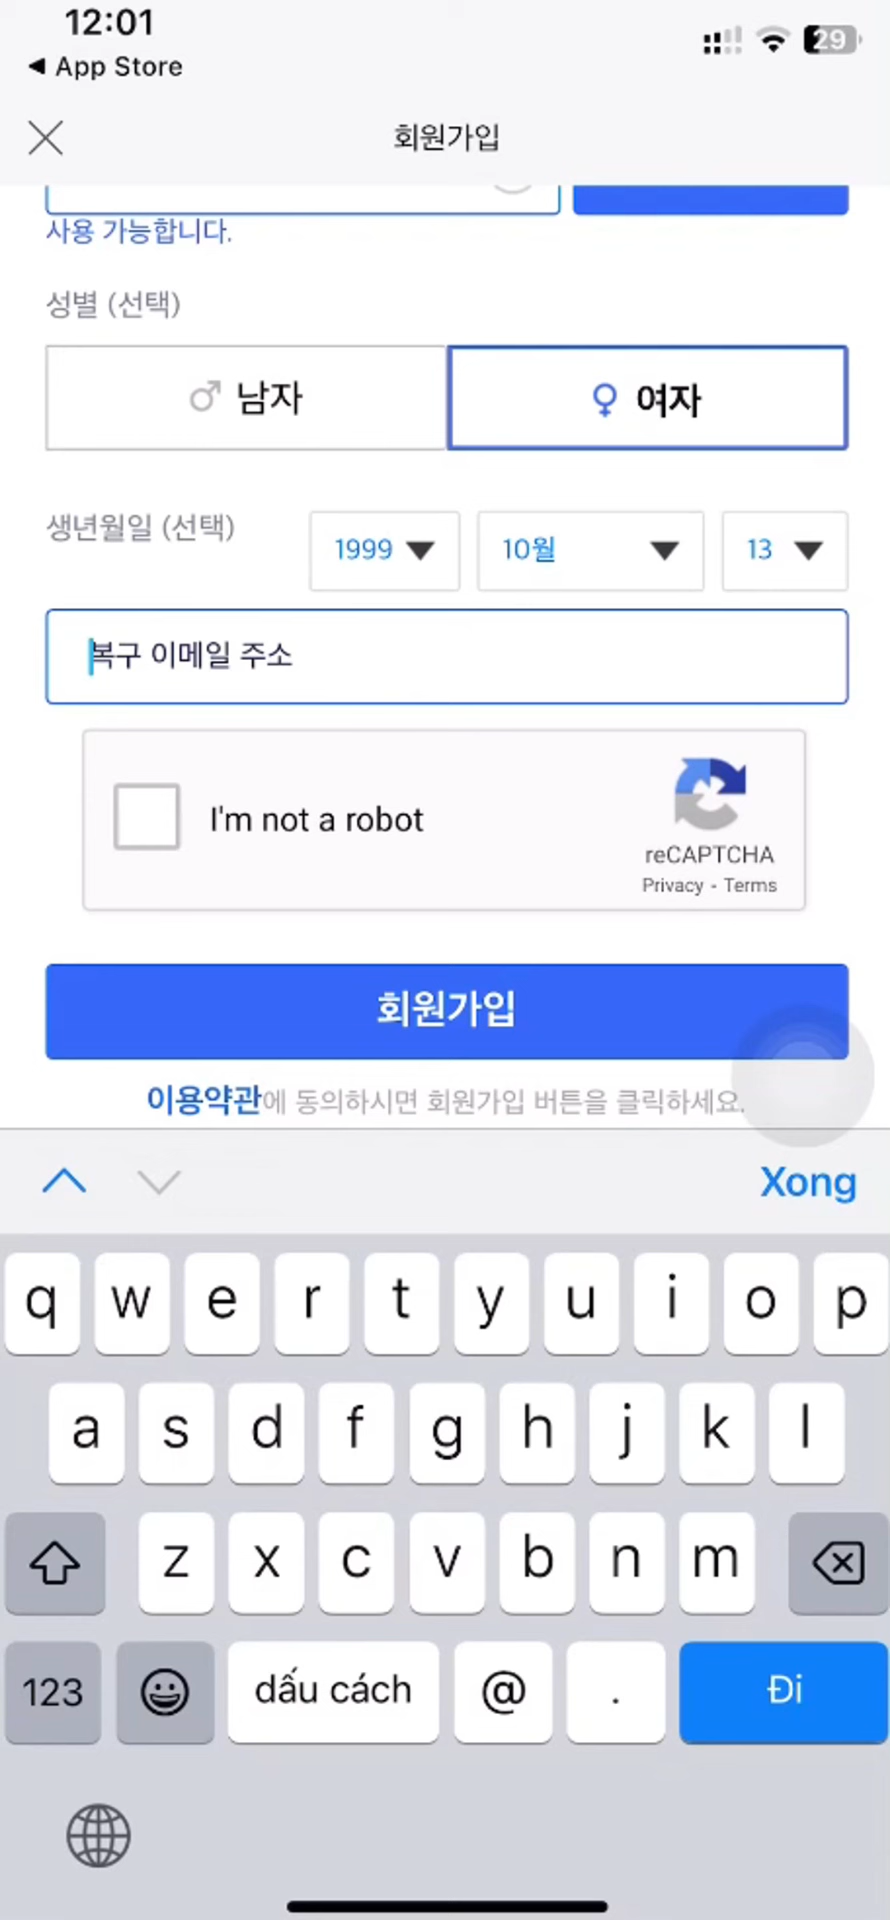 12:01
29
◀ App Store
회원가입
사용 가능합니다.
성별 (선택)
남자
여자
생년월일 (선택)
1999
10월
13
복구 이메일 주소
I'm not a robot
reCAPTCHA
Privacy - Terms
회원가입
이용약관에 동의하시면 회원가입 버튼을 클릭하세요.
Xong
q w e r t y u i o p
a s d f g h j k l
z x c v b n m
123 dấu cách @ . Đi